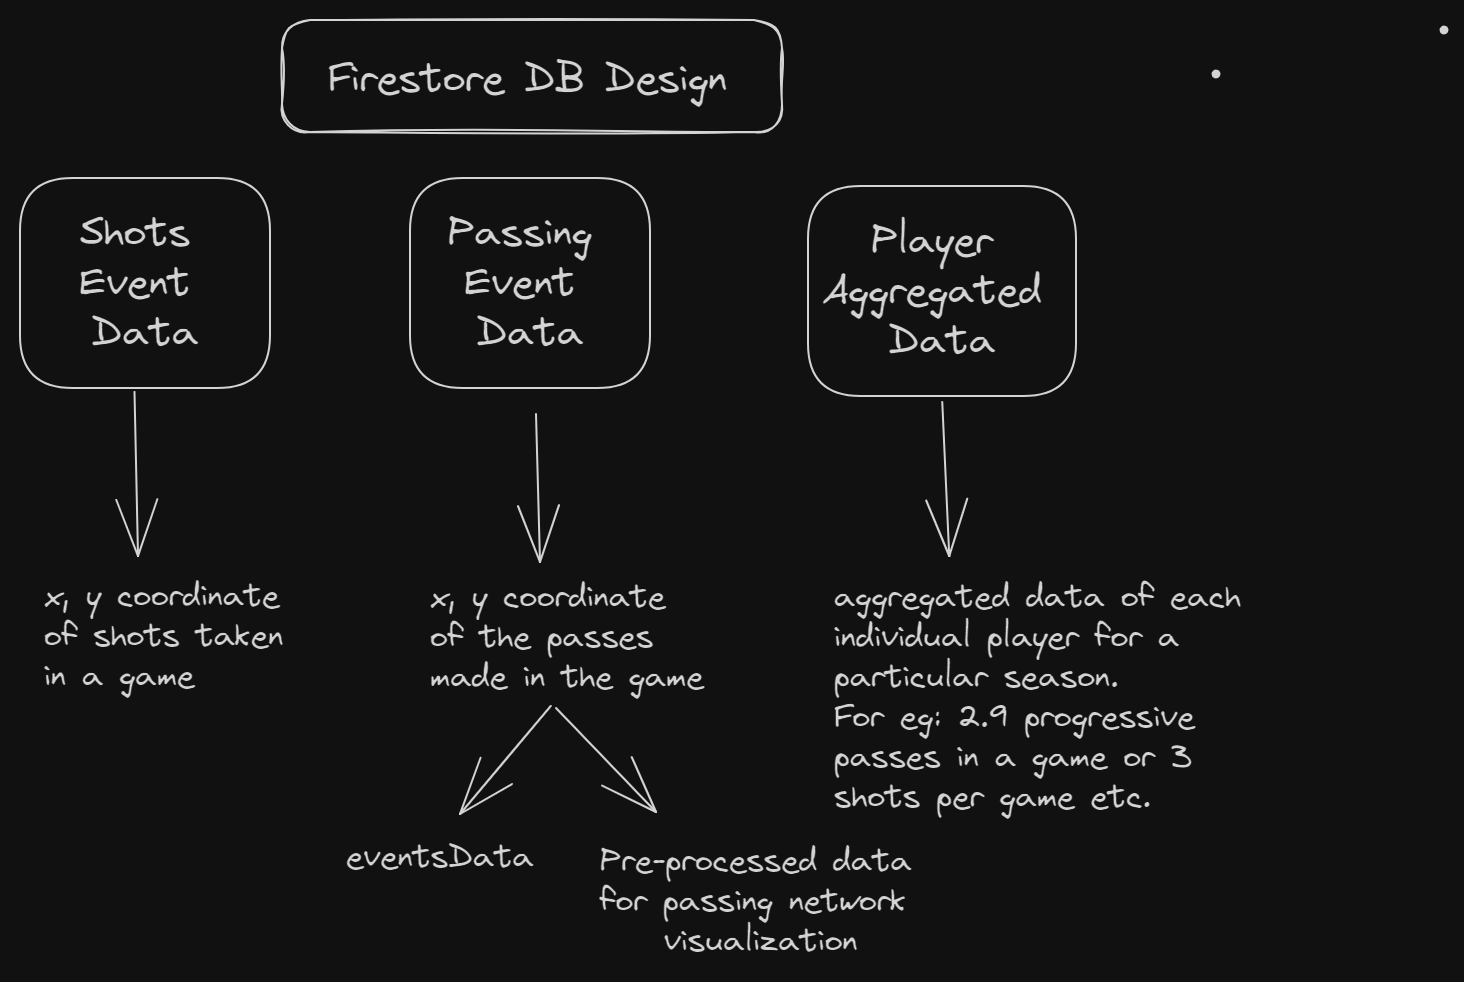 Firestore DB Design
Shots
Event
Data
Passing
Event
Data
Player
Aggregated
Data
x, y coordinate
of shots taken
in a game
x, y coordinate
of the passes
made in the game
aggregated data of each
individual player for a
particular season.
For eg: 2.9 progressive
passes in a game or 3
shots per game etc.
eventsData
Pre-processed data
for passing network
visualization